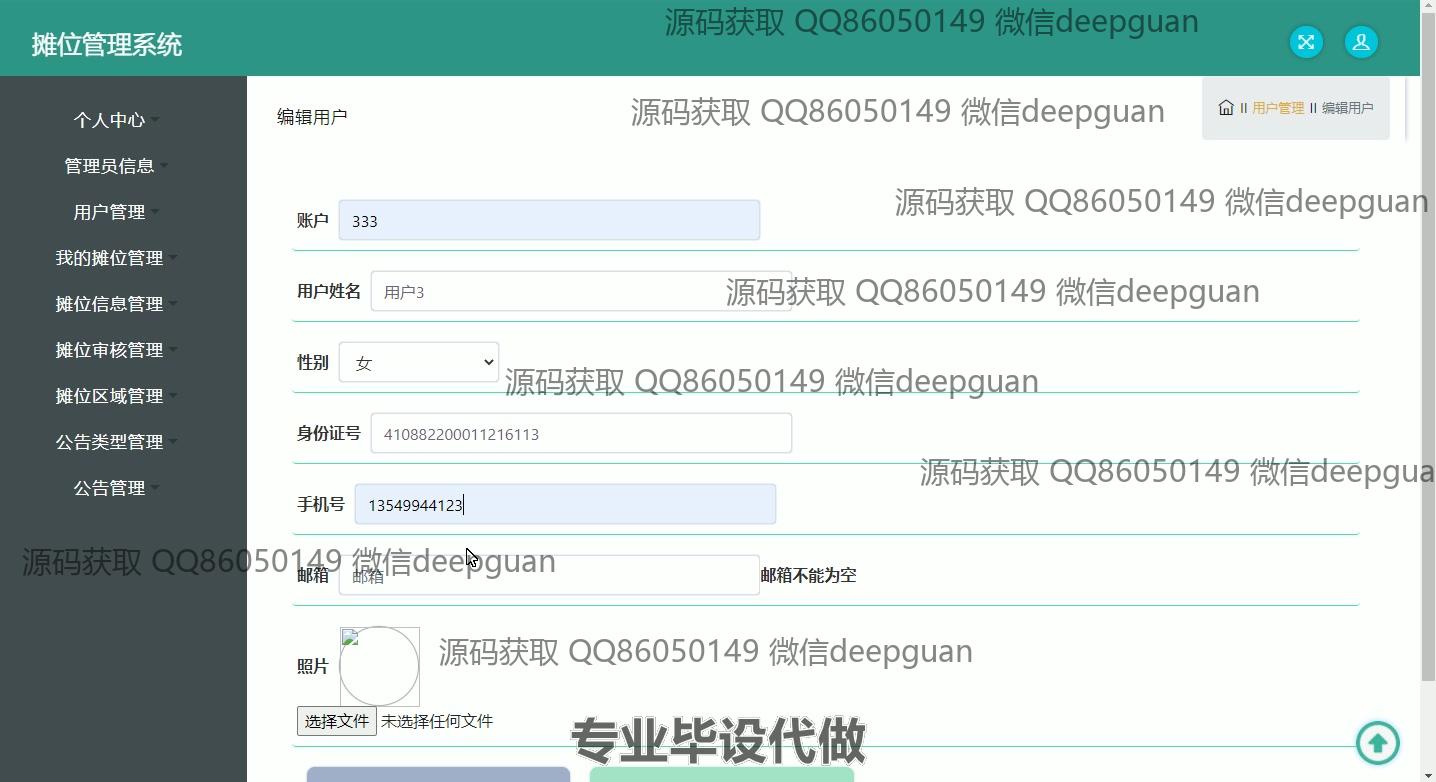 源码获取 QQ86050149 微信deepguan
摊位管理系统
个人中心
管理员信息
用户管理
我的摊位管理
摊位信息管理
摊位审核管理
摊位区域管理
公告类型管理
公告管理
编辑用户
源码获取 QQ86050149 微信deepguan
II 用户管理 II 编辑用户
源码获取 QQ86050149 微信deepguan
账户 333
用户姓名 用户3
源码获取 QQ86050149 微信deepguan
性别 女
源码获取 QQ86050149 微信deepguan
身份证号 410882200011216113
源码获取 QQ86050149 微信deepgua
手机号 13549944123
源码获取 QQ86050149 微信deepguan
邮箱 邮箱 邮箱不能为空
源码获取 QQ86050149 微信deepguan
照片
选择文件 未选择任何文件
专业毕设代做